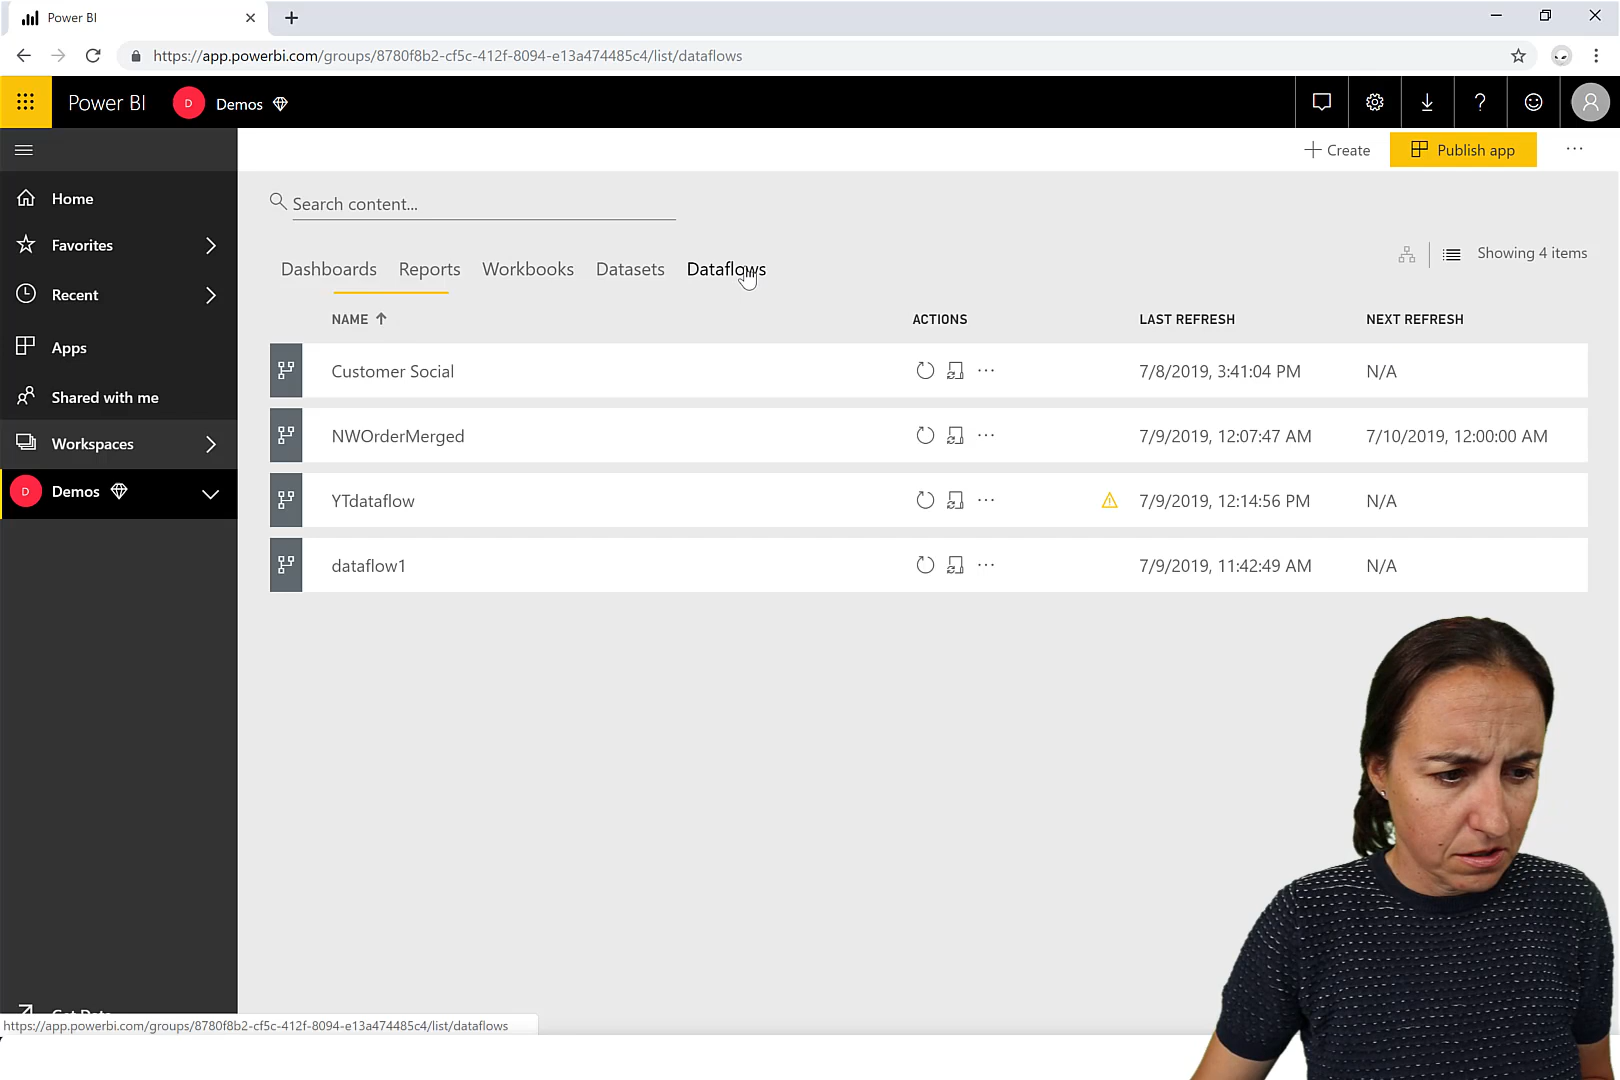 Power BI
https://app.powerbi.com/groups/8780f8b2-cf5c-412f-8094-e13a474485c4/list/dataflows
Power BI D Demos ?
Create Publish app ...
Home
Favorites
Recent
Apps
Shared with me
Workspaces
D Demos
Search content...
Dashboards Reports Workbooks Datasets Dataflows
Showing 4 items
NAME ACTIONS LAST REFRESH NEXT REFRESH
Customer Social ... 7/8/2019, 3:41:04 PM N/A
NWOrderMerged ... 7/9/2019, 12:07:47 AM 7/10/2019, 12:00:00 AM
YTdataflow ... 7/9/2019, 12:14:56 PM N/A
dataflow1 ... 7/9/2019, 11:42:49 AM N/A
https://app.powerbi.com/groups/8780f8b2-cf5c-412f-8094-e13a474485c4/list/dataflows